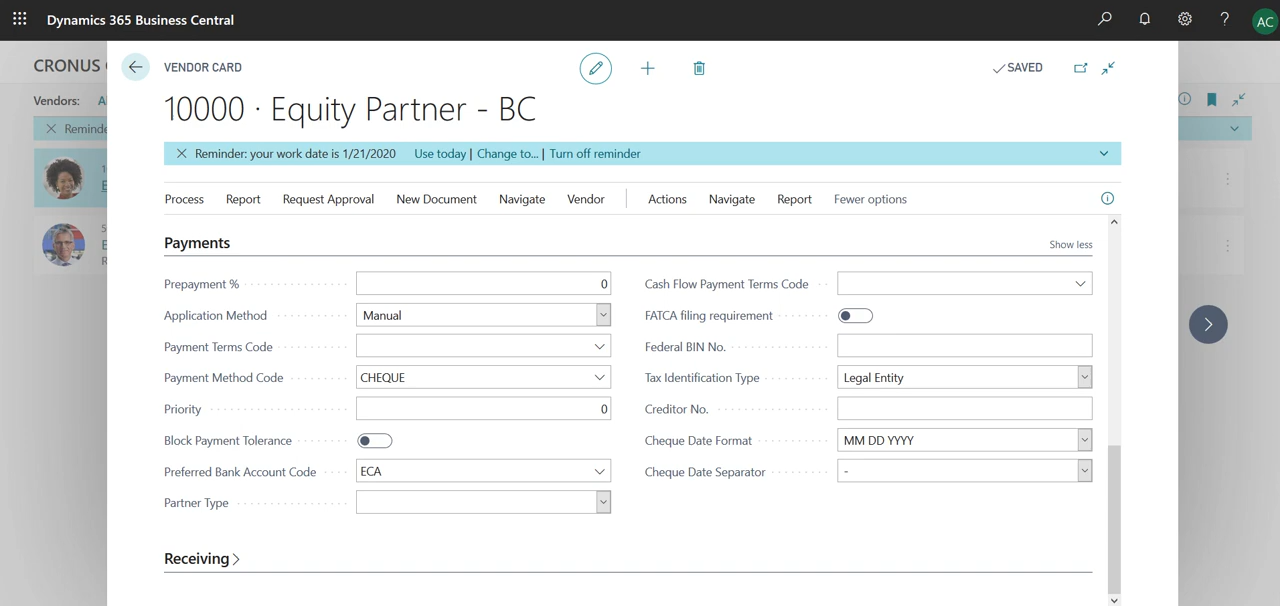 Dynamics 365 Business Central
AC
CRONUS
VENDOR CARD
SAVED
Vendors:
10000 · Equity Partner - BC
Reminder: your work date is 1/21/2020 Use today | Change to... | Turn off reminder
Process Report Request Approval New Document Navigate Vendor Actions Navigate Report Fewer options
Payments
Show less
Prepayment % 0
Cash Flow Payment Terms Code
Application Method Manual
FATCA filing requirement
Payment Terms Code
Federal BIN No.
Payment Method Code CHEQUE
Tax Identification Type Legal Entity
Priority 0
Creditor No.
Block Payment Tolerance
Cheque Date Format MM DD YYYY
Preferred Bank Account Code ECA
Cheque Date Separator -
Partner Type
Receiving >